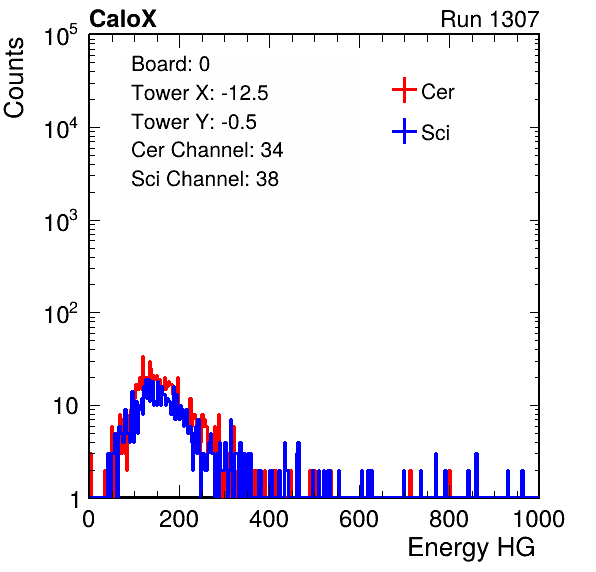 CaloX Run 1307
Counts
Board: 0
Tower X: -12.5
Tower Y: -0.5
Cer Channel: 34
Sci Channel: 38
Cer
Sci
10^5
10^4
10^3
10^2
10
1
0 200 400 600 800 1000
Energy HG